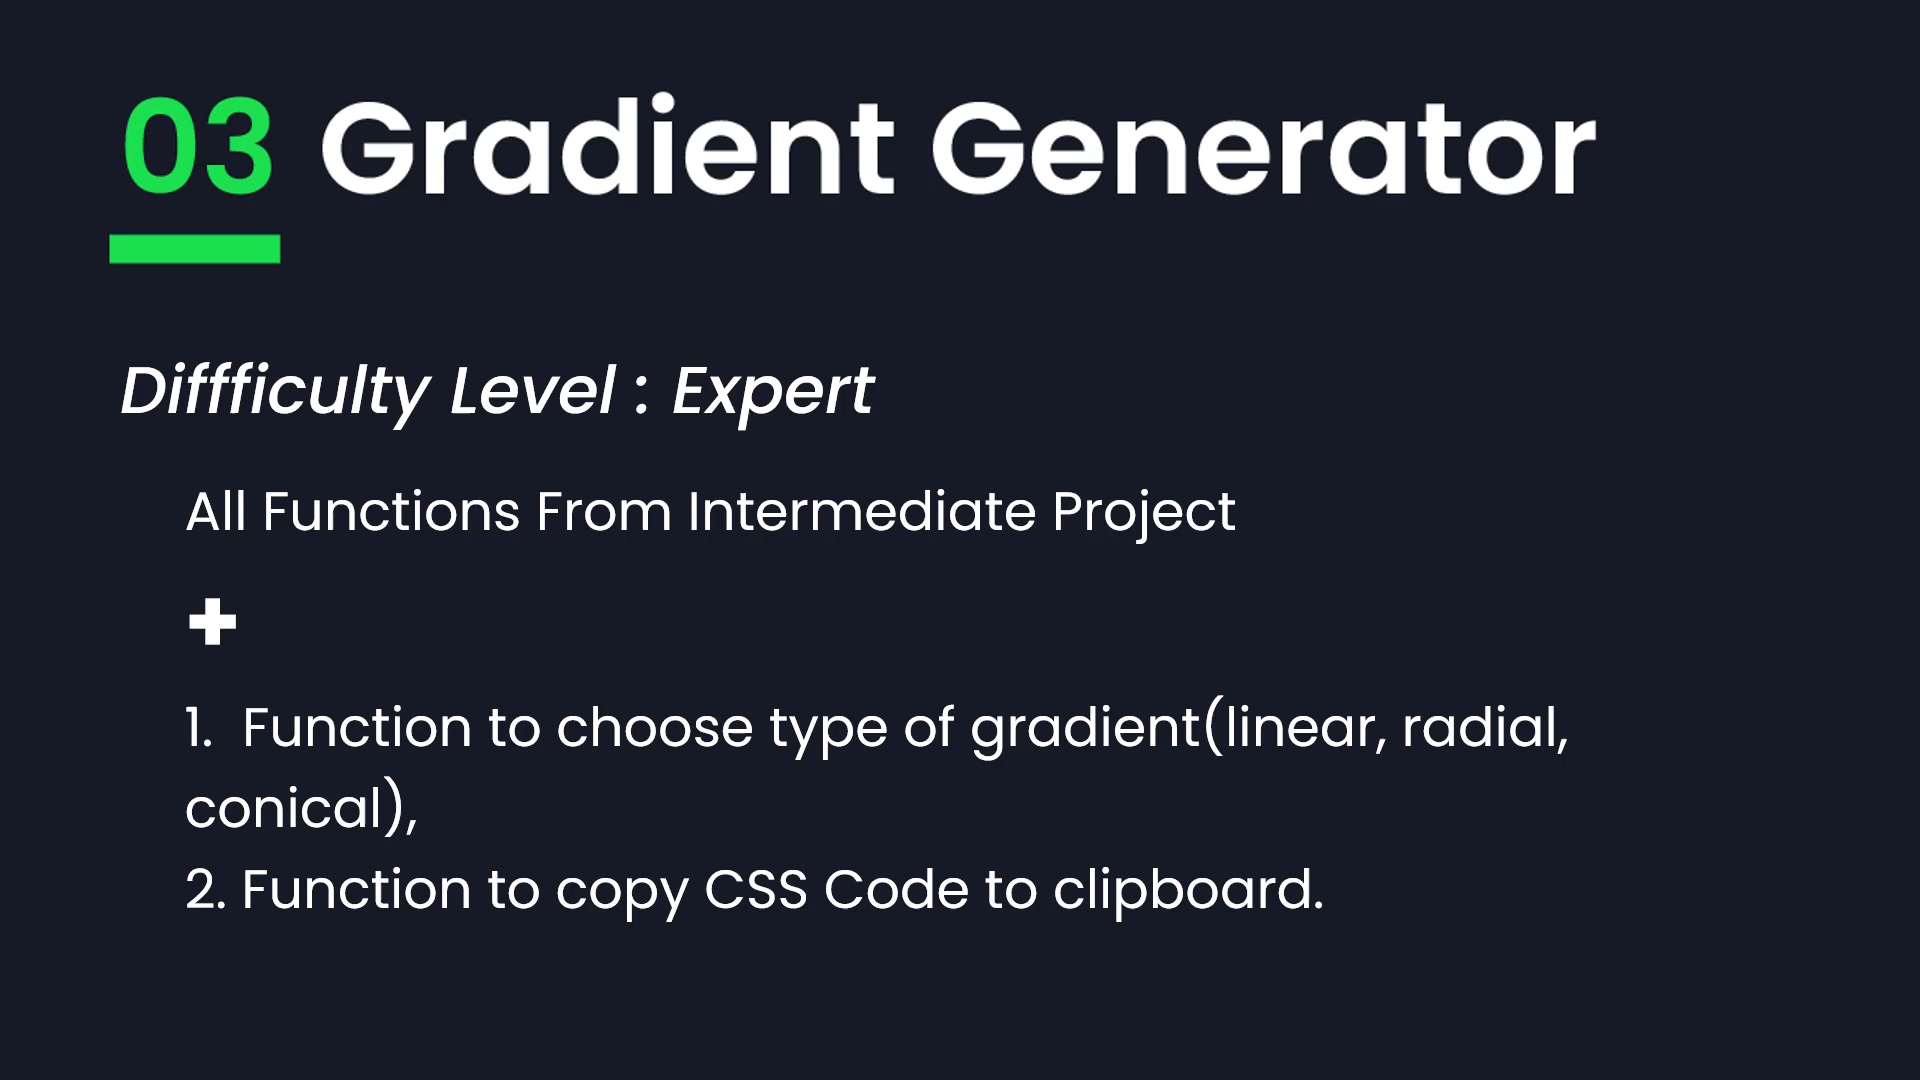 03 Gradient Generator
Diffficulty Level : Expert
All Functions From Intermediate Project
+
1. Function to choose type of gradient(linear, radial,
conical),
2. Function to copy CSS Code to clipboard.